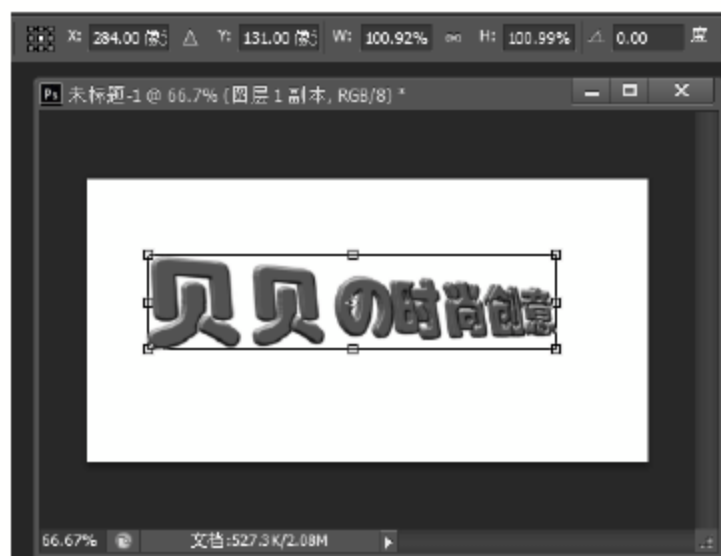 X: 284.00 像 Y: 131.00 像 W: 100.92% H: 100.99% 0.00 度
Ps 未标题-1 @ 66.7% (图层 1 副本, RGB/8) *
贝贝の时尚创意
66.67% 文档:527.3K/2.08M